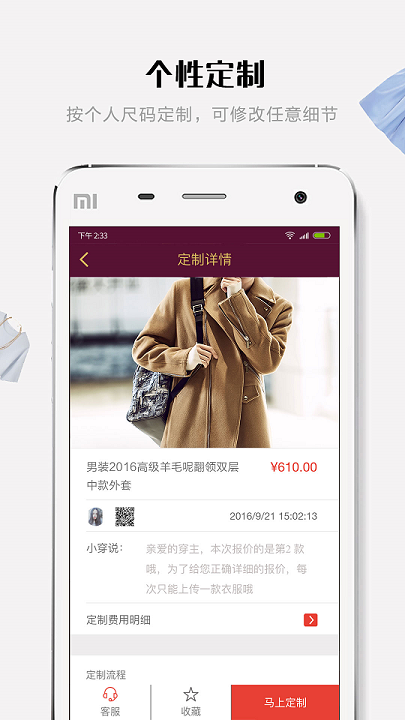 个性定制
按个人尺码定制，可修改任意细节
MI
下午2:33
定制详情
男装2016高级羊毛呢翻领双层
中款外套
¥610.00
2016/9/21 15:02:13
小穿说：
亲爱的穿主，本次报价的是第2 款
哦，为了给您正确详细的报价，每
次只能上传一款衣服哦
定制费用明细
定制流程
客服
收藏
马上定制